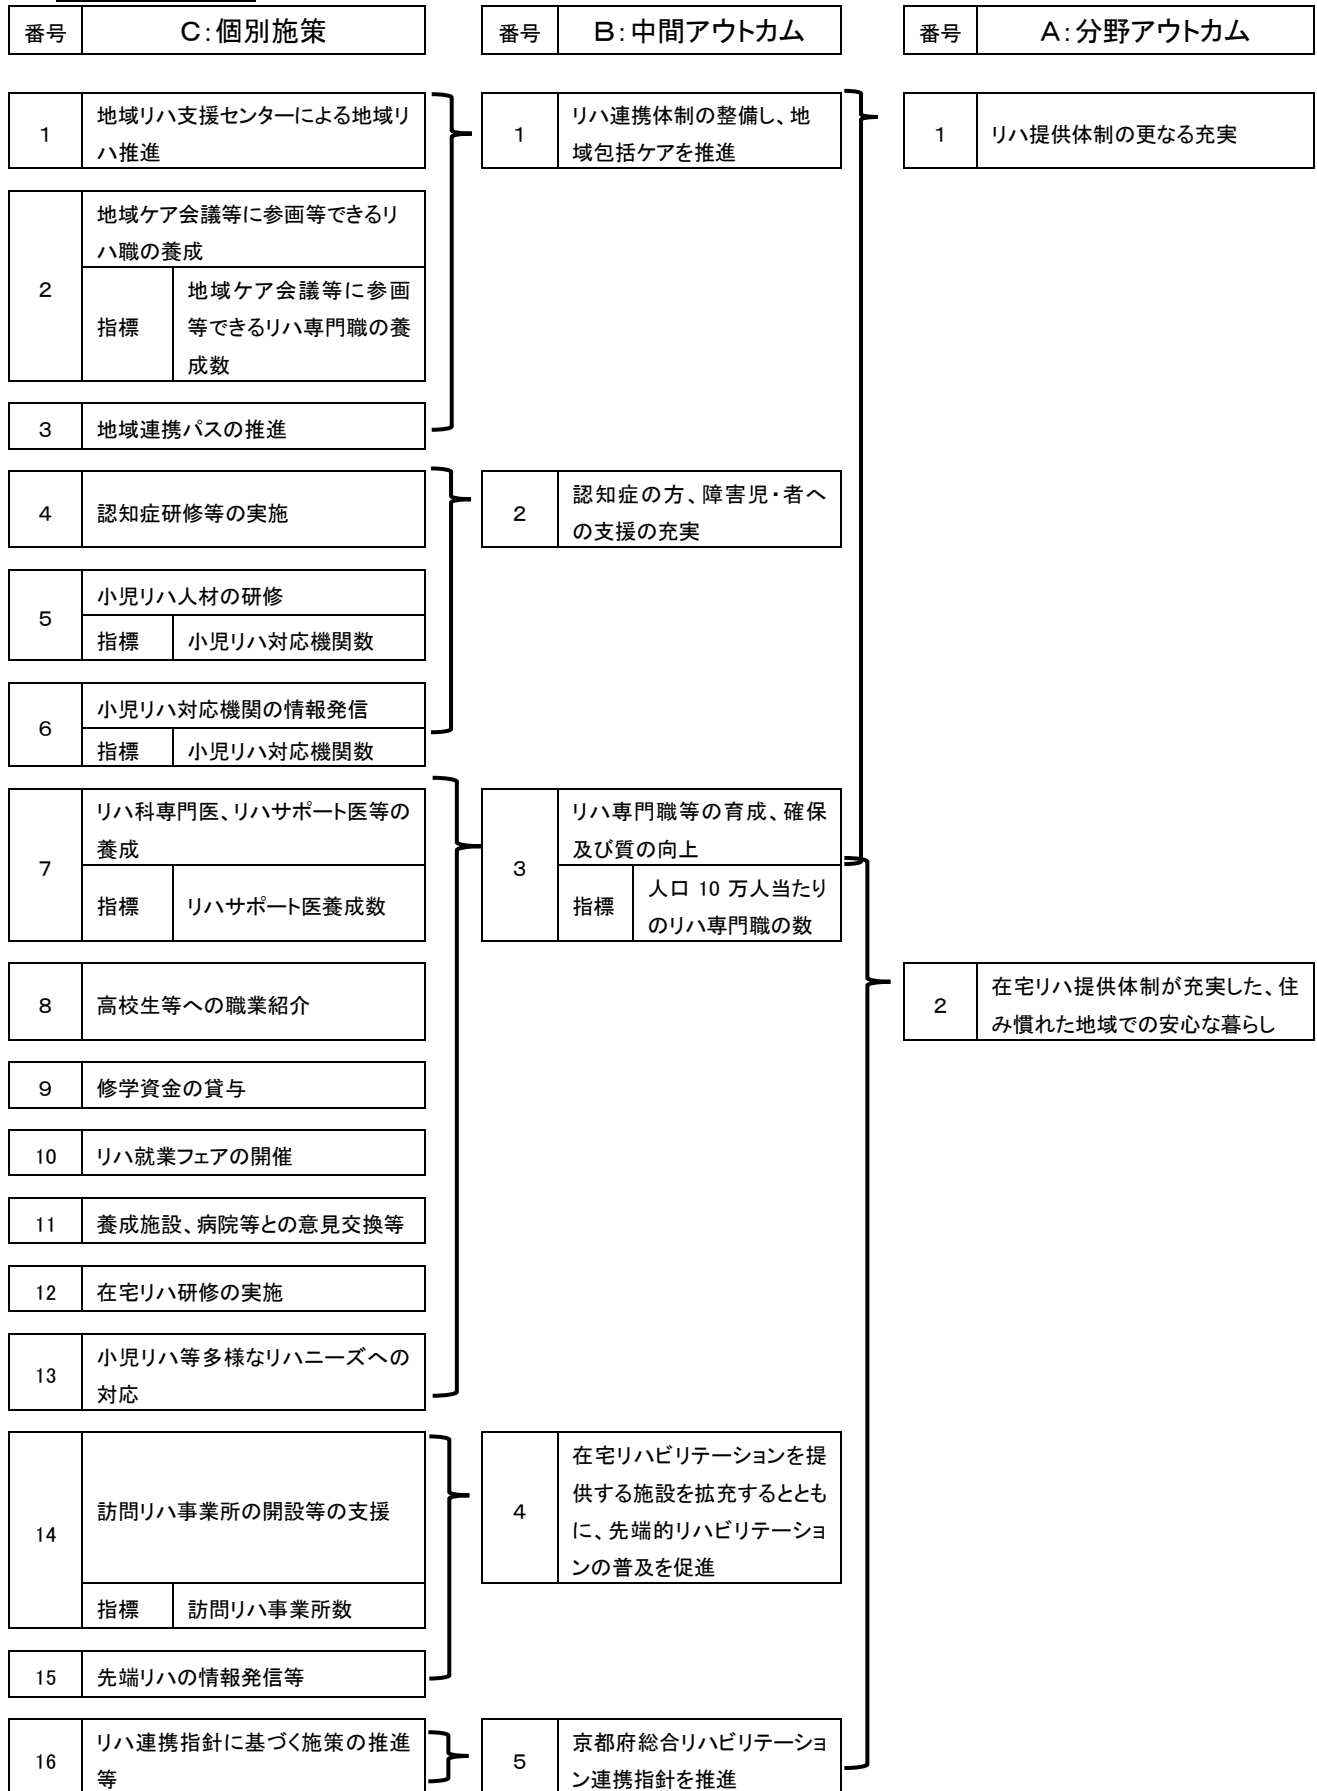 番号
C:個別施策
番号
B:中間アウトカム
番号
A:分野アウトカム
1
地域リハ支援センターによる地域リ
ハ推進
1
リハ連携体制の整備し、地
域包括ケアを推進
1
リハ提供体制の更なる充実
2
地域ケア会議等に参画等できるリ
ハ職の養成
指標
地域ケア会議等に参画
等できるリハ専門職の養
成数
3
地域連携パスの推進
4
認知症研修等の実施
2
認知症の方、障害児・者へ
の支援の充実
5
小児リハ人材の研修
指標
小児リハ対応機関数
6
小児リハ対応機関の情報発信
指標
小児リハ対応機関数
7
リハ科専門医、リハサポート医等の
養成
指標
リハサポート医養成数
3
リハ専門職等の育成、確保
及び質の向上
指標
人口 10 万人当たり
のリハ専門職の数
8
高校生等への職業紹介
2
在宅リハ提供体制が充実した、住
み慣れた地域での安心な暮らし
9
修学資金の貸与
10
リハ就業フェアの開催
11
養成施設、病院等との意見交換等
12
在宅リハ研修の実施
13
小児リハ等多様なリハニーズへの
対応
14
訪問リハ事業所の開設等の支援
指標
訪問リハ事業所数
4
在宅リハビリテーションを提
供する施設を拡充するととも
に、先端的リハビリテーショ
ンの普及を促進
15
先端リハの情報発信等
16
リハ連携指針に基づく施策の推進
等
5
京都府総合リハビリテーショ
ン連携指針を推進